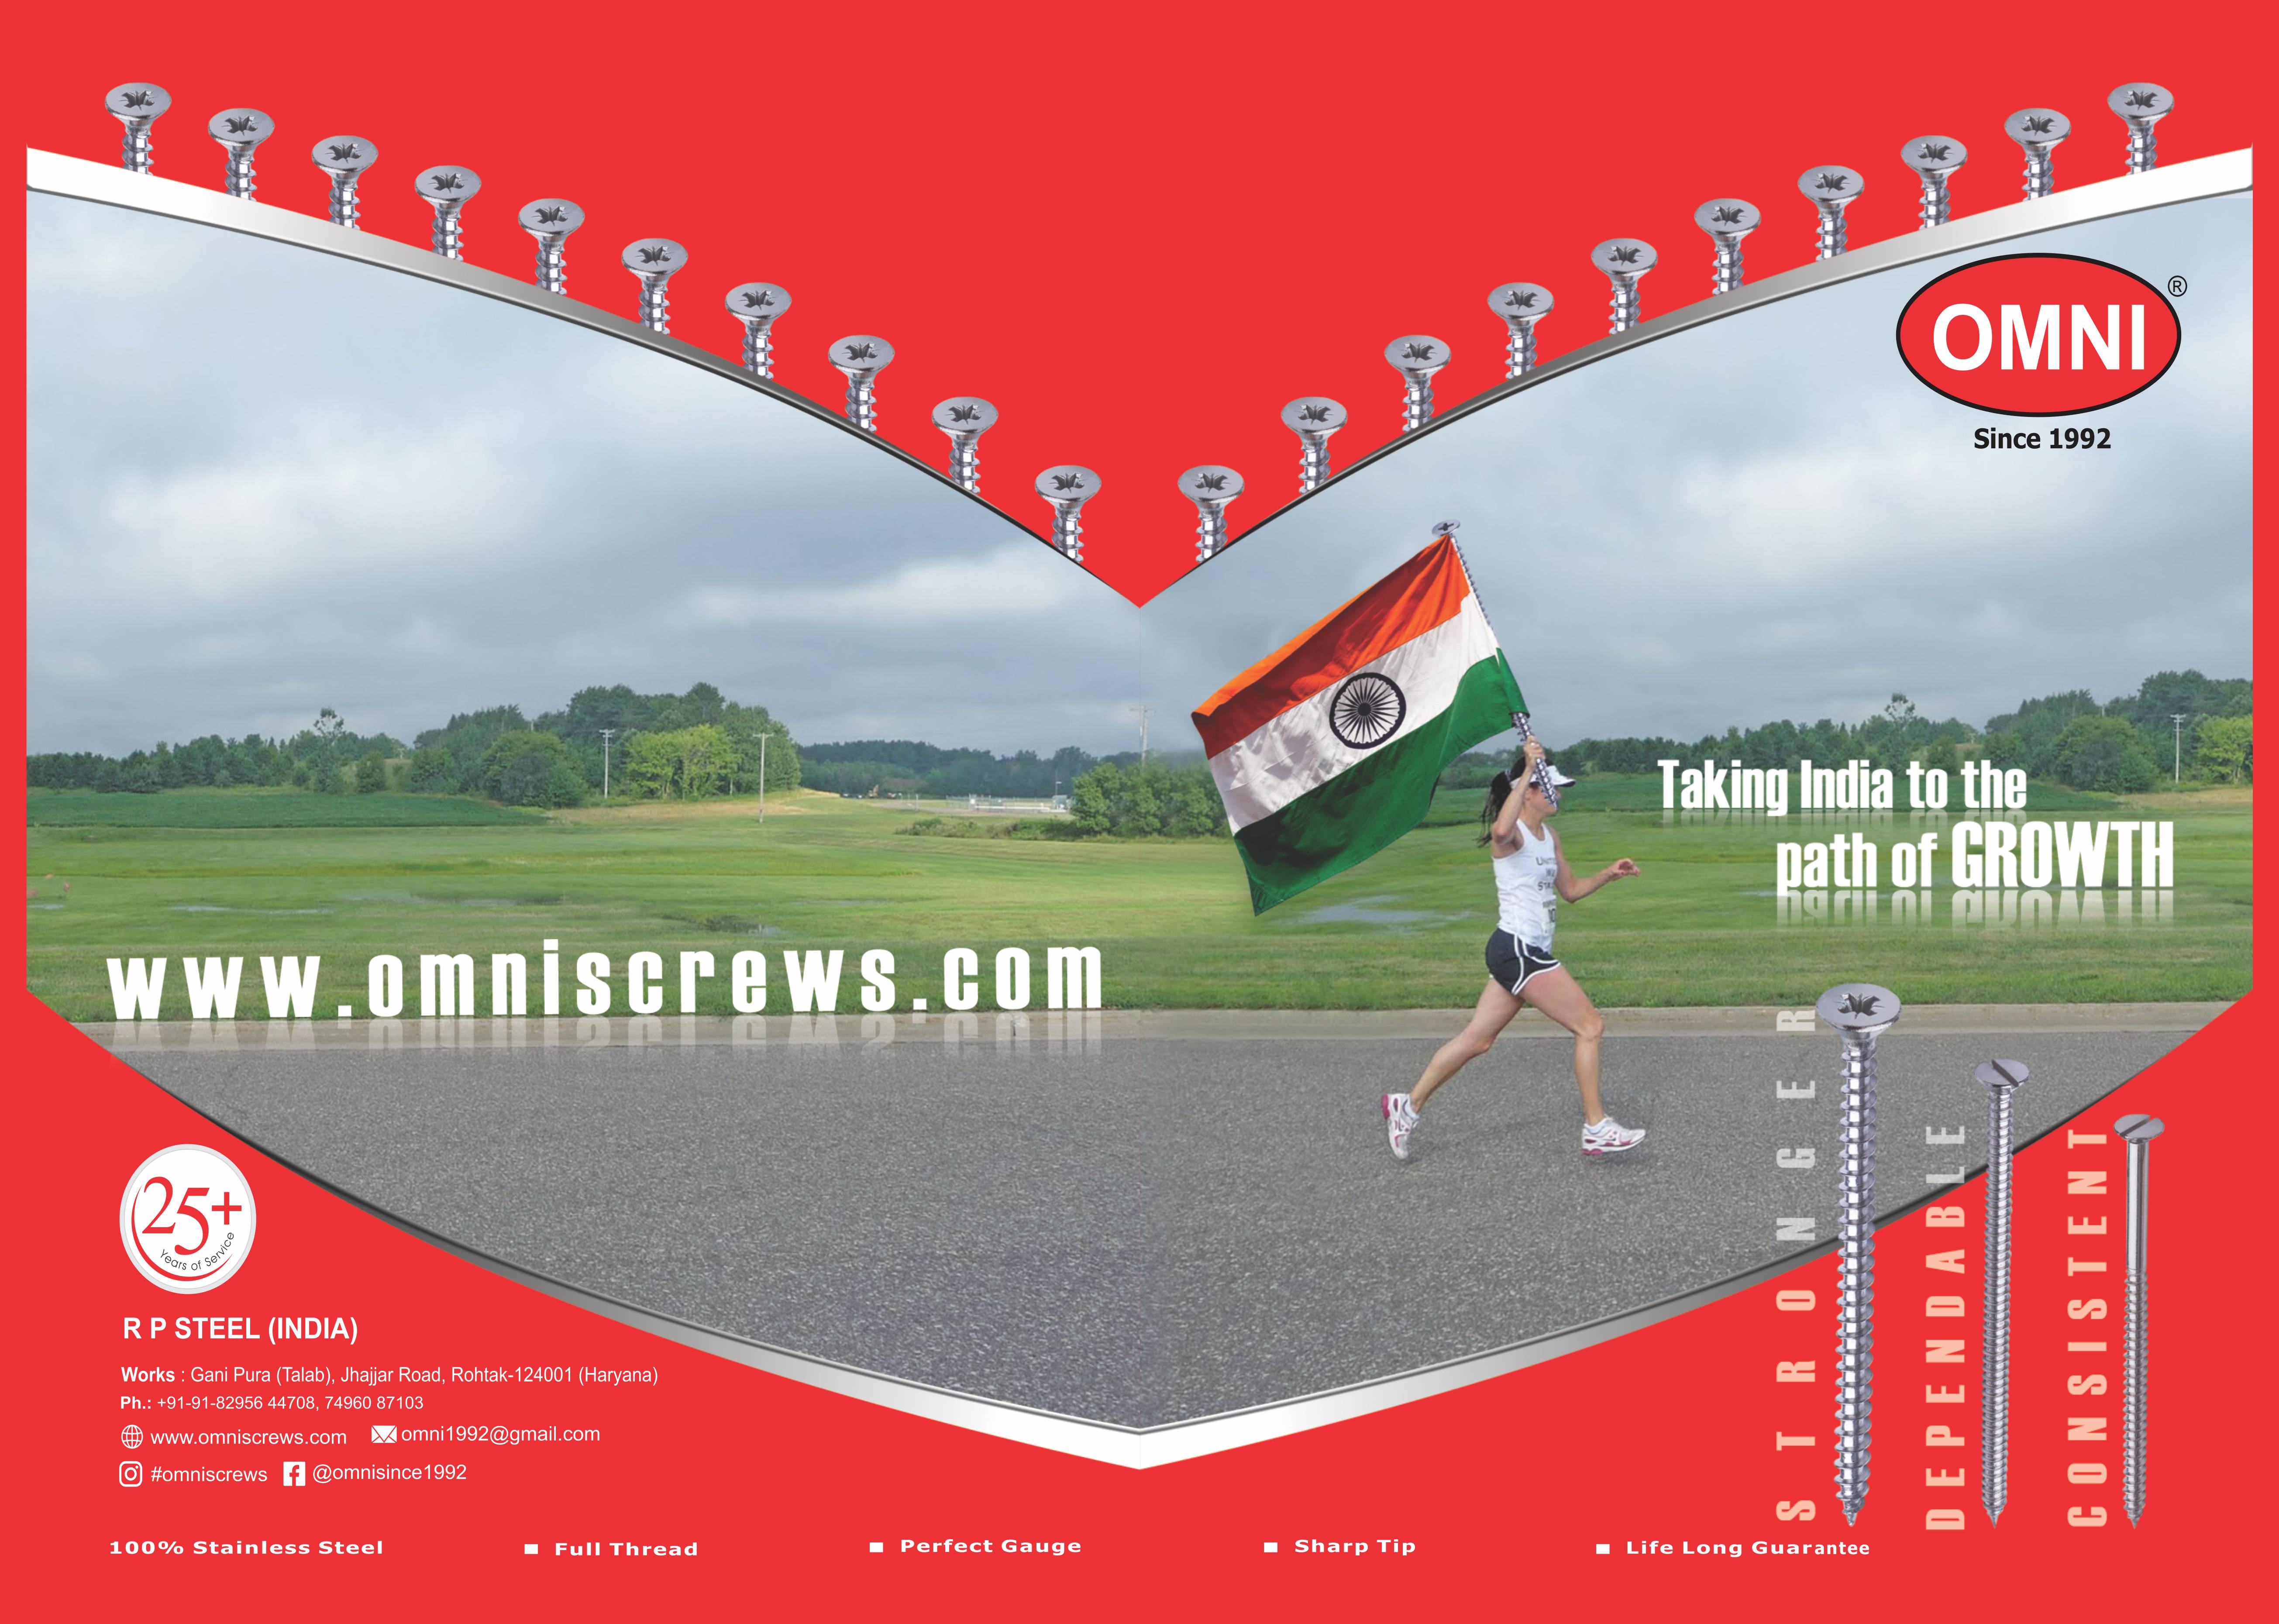 OMNI®
Since 1992
Taking India to the
path of GROWTH
www.omniscrews.com
STRONGER
DEPENDABLE
CONSISTENT
25+
Years of Service
R P STEEL (INDIA)
Works : Gani Pura (Talab), Jhajjar Road, Rohtak-124001 (Haryana)
Ph.: +91-91-82956 44708, 74960 87103
www.omniscrews.com omni1992@gmail.com
#omniscrews @omnisince1992
100% Stainless Steel ■ Full Thread ■ Perfect Gauge ■ Sharp Tip ■ Life Long Guarantee